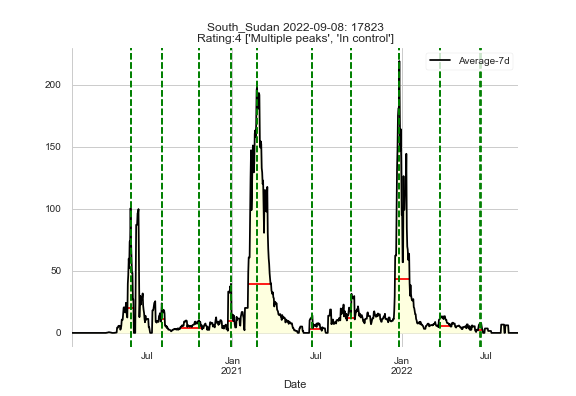 South_Sudan 2022-09-08: 17823
Rating:4 ['Multiple peaks', 'In control']
Average-7d
200
150
100
50
0
Jul
Jan
2021
Jul
Jan
2022
Jul
Date